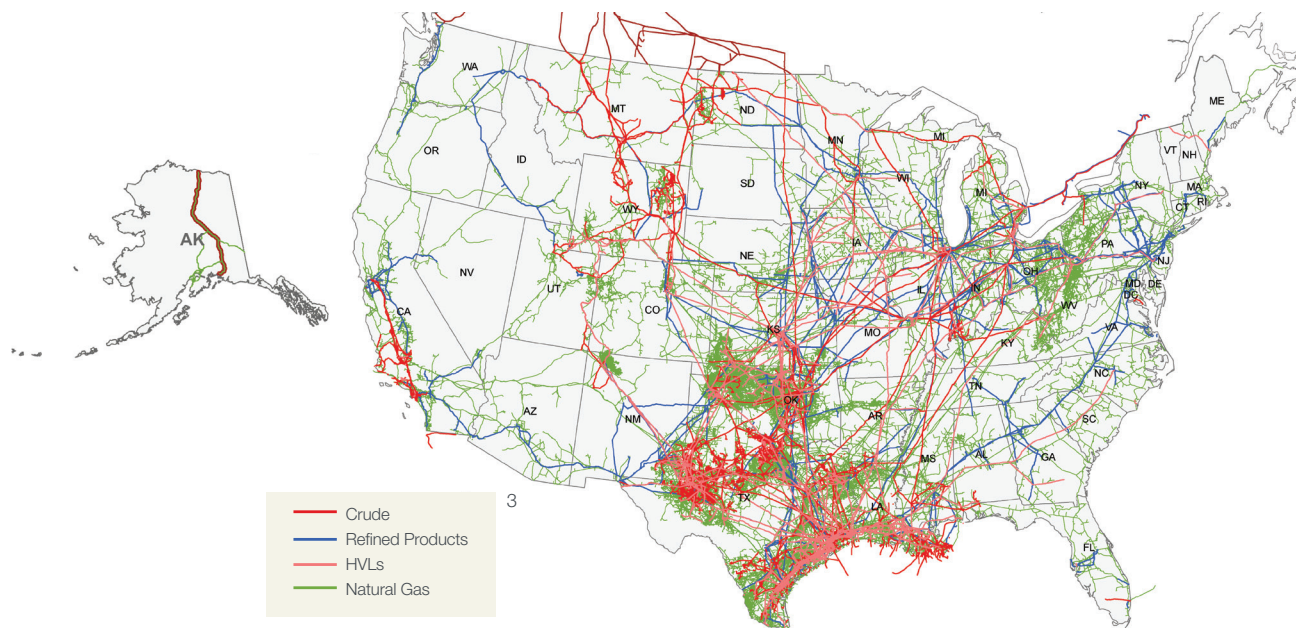 WA
MT
ND
MN
MI
ME
VT
NH
OR
ID
SD
WI
MI
NY
MA
RI
CT
AK
WY
IA
PA
NJ
NE
OH
NV
UT
IL
IN
MD
DE
DC
WV
CA
CO
KS
MO
VA
KY
NC
AZ
NM
OK
AR
TN
SC
MS
AL
GA
TX
LA
FL
3
Crude
Refined Products
HVLs
Natural Gas